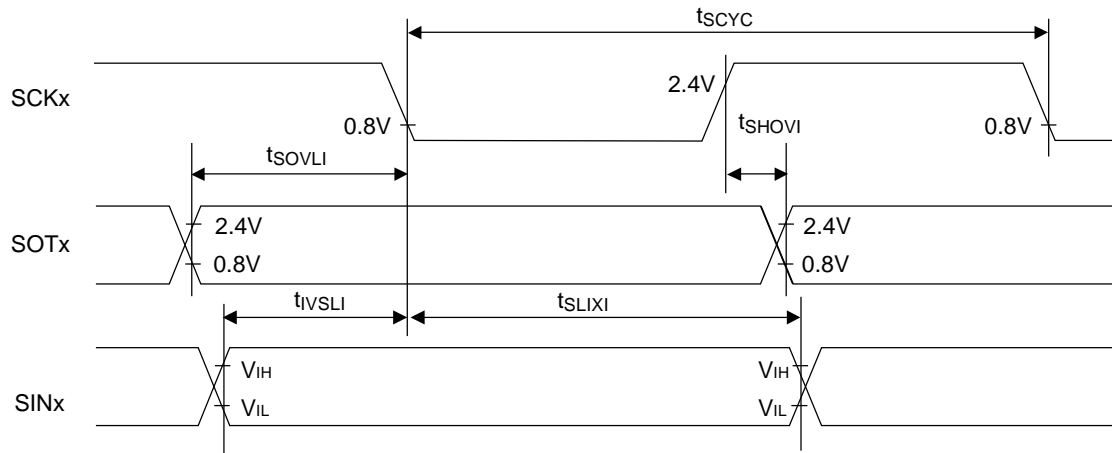 tSCYC
SCKx
2.4V
0.8V
tSHOVI
0.8V
tSOVLI
SOTx
2.4V
2.4V
0.8V
0.8V
tIVSLI
tSLIXI
SINx
VIH
VIH
VIL
VIL